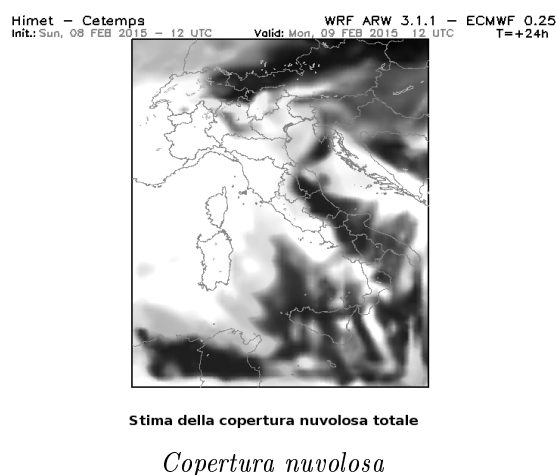 Himet – Cetemps WRF ARW 3.1.1 – ECMWF 0.25
Init.: Sun, 08 FEB 2015 – 12 UTC Valid: Mon, 09 FEB 2015 12 UTC T=+24h
Stima della copertura nuvolosa totale
Copertura nuvolosa